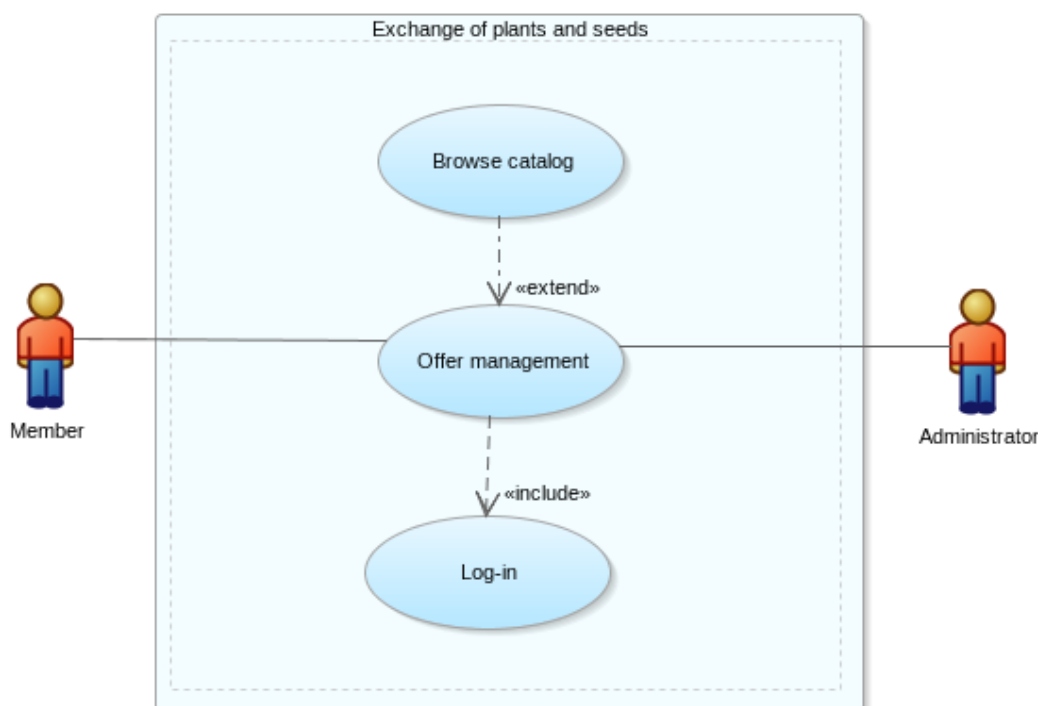 Exchange of plants and seeds
Browse catalog
«extend»
Offer management
Member
Administrator
«include»
Log-in